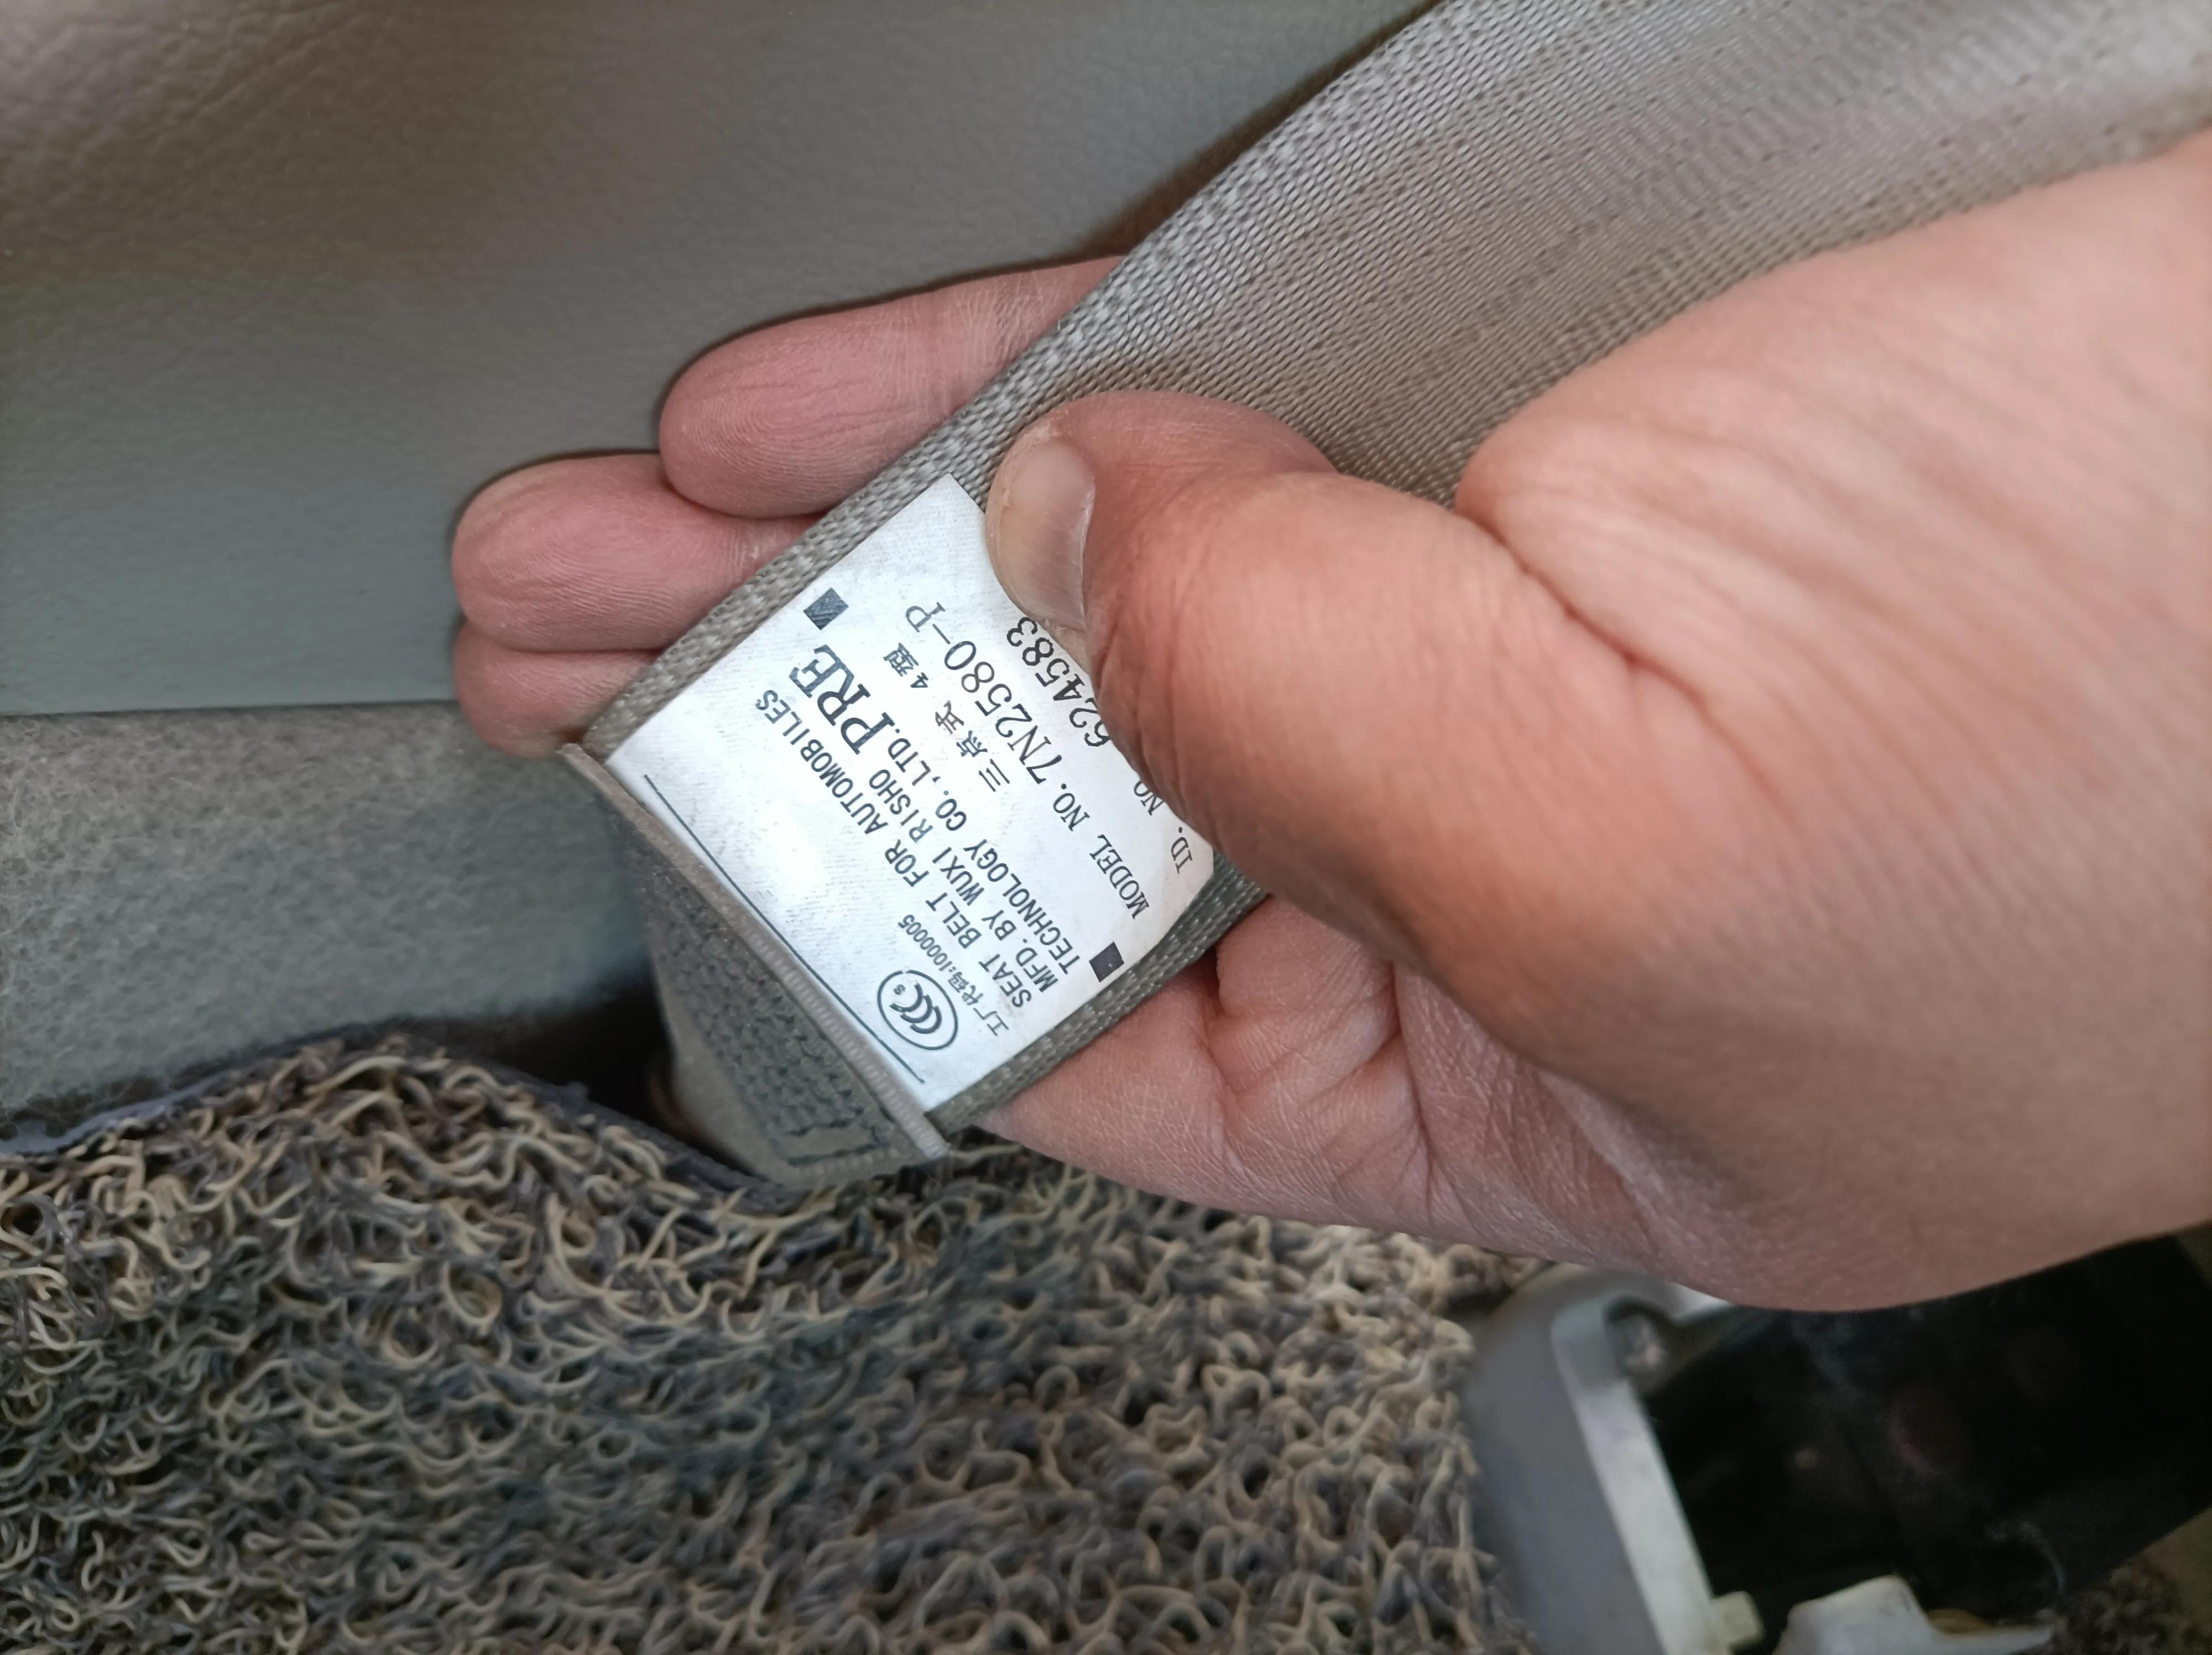 CCC S
工厂代码:1000005
SEAT BELT FOR AUTOMOBILES
MFD. BY WUXI RISHO
TECHNOLOGY CO.,LTD. PRE
三点式 4型
MODEL NO. 7N2580-P
ID. NO 624583